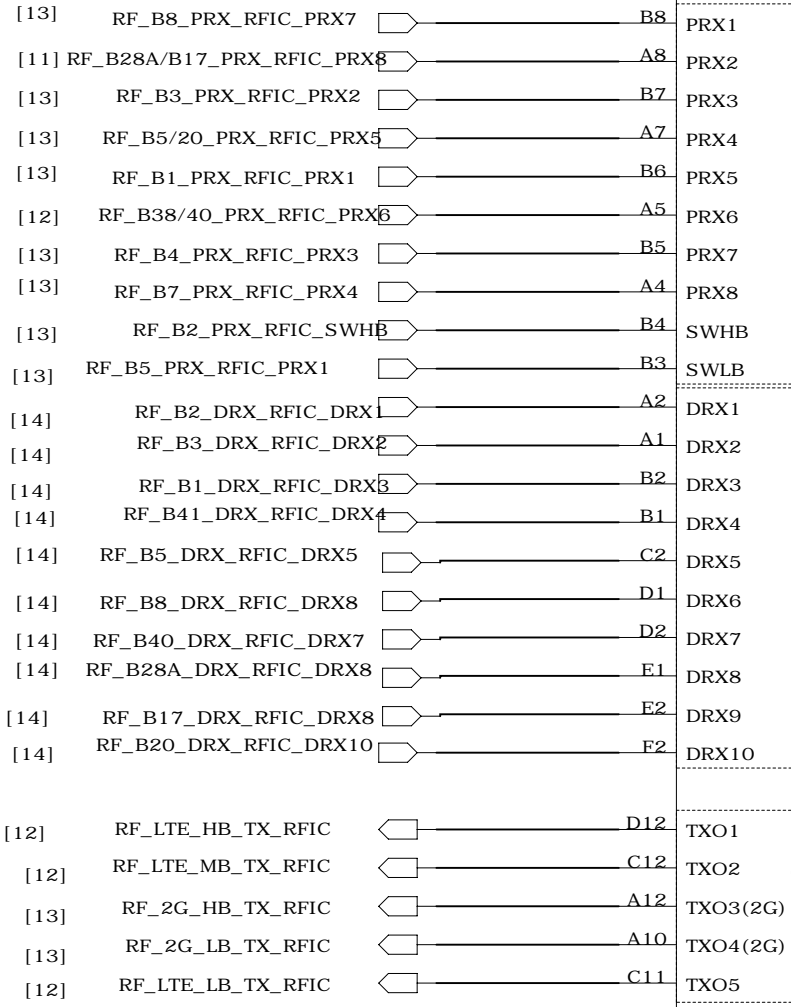 [13] RF_B8_PRX_RFIC_PRX7 B8 PRX1
[11] RF_B28A/B17_PRX_RFIC_PRX8 A8 PRX2
[13] RF_B3_PRX_RFIC_PRX2 B7 PRX3
[13] RF_B5/20_PRX_RFIC_PRX5 A7 PRX4
[13] RF_B1_PRX_RFIC_PRX1 B6 PRX5
[12] RF_B38/40_PRX_RFIC_PRX6 A5 PRX6
[13] RF_B4_PRX_RFIC_PRX3 B5 PRX7
[13] RF_B7_PRX_RFIC_PRX4 A4 PRX8
[13] RF_B2_PRX_RFIC_SWHB B4 SWHB
[13] RF_B5_PRX_RFIC_PRX1 B3 SWLB
[14] RF_B2_DRX_RFIC_DRX1 A2 DRX1
[14] RF_B3_DRX_RFIC_DRX2 A1 DRX2
[14] RF_B1_DRX_RFIC_DRX3 B2 DRX3
[14] RF_B41_DRX_RFIC_DRX4 B1 DRX4
[14] RF_B5_DRX_RFIC_DRX5 C2 DRX5
[14] RF_B8_DRX_RFIC_DRX8 D1 DRX6
[14] RF_B40_DRX_RFIC_DRX7 D2 DRX7
[14] RF_B28A_DRX_RFIC_DRX8 E1 DRX8
[14] RF_B17_DRX_RFIC_DRX8 E2 DRX9
[14] RF_B20_DRX_RFIC_DRX10 F2 DRX10
[12] RF_LTE_HB_TX_RFIC D12 TXO1
[12] RF_LTE_MB_TX_RFIC C12 TXO2
[13] RF_2G_HB_TX_RFIC A12 TXO3(2G)
[13] RF_2G_LB_TX_RFIC A10 TXO4(2G)
[12] RF_LTE_LB_TX_RFIC C11 TXO5